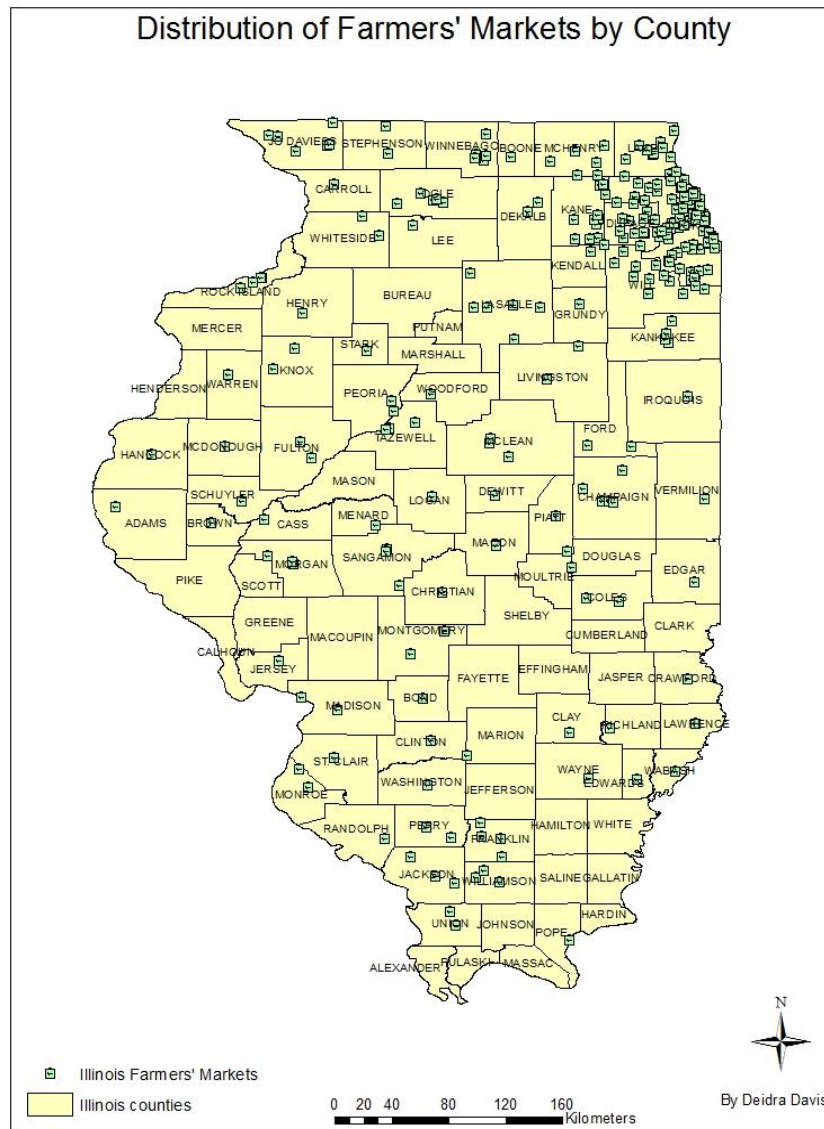 Distribution of Farmers' Markets by County
JO DAVIESS
STEPHENSON
WINNEBAGO
BOONE
MCHENRY
LAKE
CARROLL
OGLE
DEKALB
KANE
WHITESIDE
LEE
KENDALL
WILL
ROCK ISLAND
HENRY
BUREAU
LASALLE
GRUNDY
MERCER
PUTNAM
KANKAKEE
STARK
MARSHALL
KNOX
LIVINGSTON
HENDERSON
WARREN
PEORIA
WOODFORD
IROQUOIS
FORD
TAZEWELL
MCLEAN
HANCOCK
MCDONOUGH
FULTON
MASON
SCHUYLER
LOGAN
DEWITT
CHAMPAIGN
VERMILION
ADAMS
BROWN
CASS
MENARD
PIATT
MACON
SANGAMON
MORGAN
DOUGLAS
EDGAR
PIKE
SCOTT
CHRISTIAN
MOULTRIE
COLES
SHELBY
GREENE
MACOUPIN
MONTGOMERY
CUMBERLAND
CLARK
CALHOUN
JERSEY
FAYETTE
EFFINGHAM
JASPER
CRAWFORD
MADISON
BOND
CLAY
RICHLAND
LAWRENCE
CLINTON
MARION
ST. CLAIR
WAYNE
EDWARDS
WABASH
MONROE
WASHINGTON
JEFFERSON
RANDOLPH
PERRY
FRANKLIN
HAMILTON
WHITE
JACKSON
WILLIAMSON
SALINE
GALLATIN
UNION
JOHNSON
POPE
HARDIN
ALEXANDER
PULASKI
MASSAC
N
Illinois Farmers' Markets
Illinois counties
0 20 40 80 120 160
Kilometers
By Deidra Davis